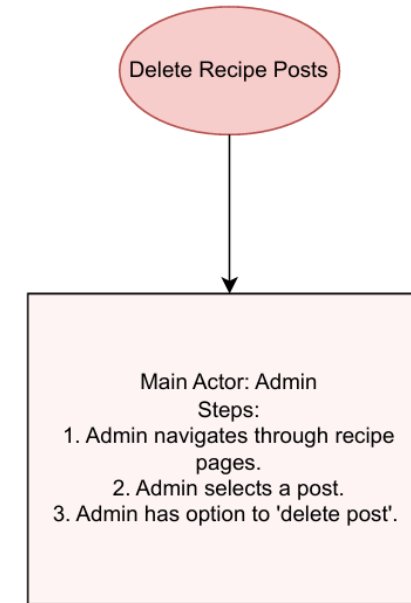 Delete Recipe Posts
Main Actor: Admin
Steps:
1. Admin navigates through recipe
pages.
2. Admin selects a post.
3. Admin has option to 'delete post'.